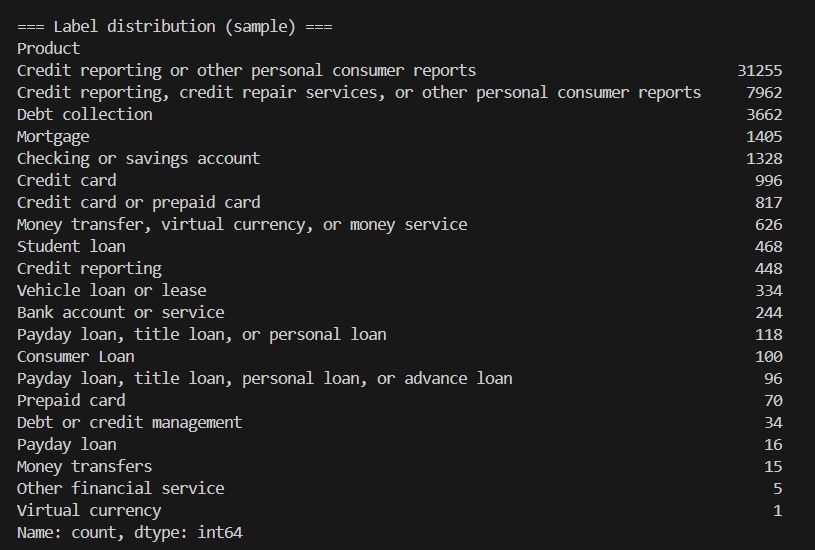 === Label distribution (sample) ===
Product
Credit reporting or other personal consumer reports 31255
Credit reporting, credit repair services, or other personal consumer reports 7962
Debt collection 3662
Mortgage 1405
Checking or savings account 1328
Credit card 996
Credit card or prepaid card 817
Money transfer, virtual currency, or money service 626
Student loan 468
Credit reporting 448
Vehicle loan or lease 334
Bank account or service 244
Payday loan, title loan, or personal loan 118
Consumer Loan 100
Payday loan, title loan, personal loan, or advance loan 96
Prepaid card 70
Debt or credit management 34
Payday loan 16
Money transfers 15
Other financial service 5
Virtual currency 1
Name: count, dtype: int64